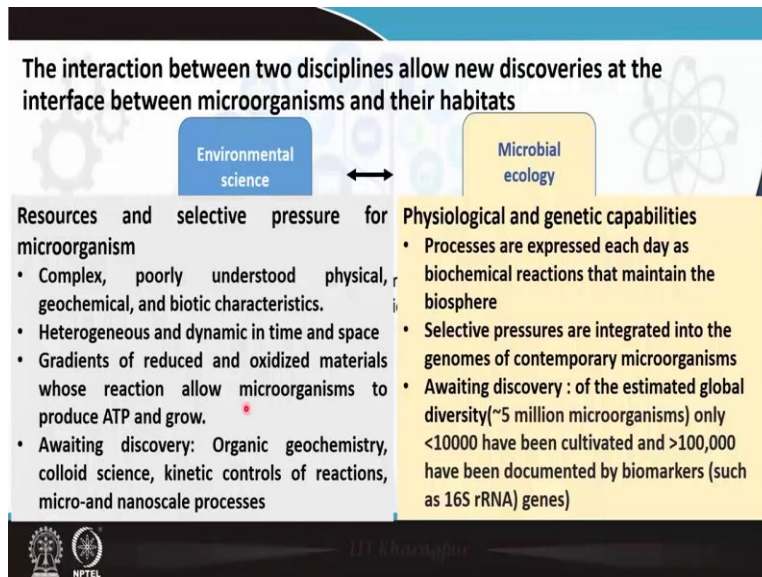 The interaction between two disciplines allow new discoveries at the
interface between microorganisms and their habitats
Environmental
science
Microbial
ecology
Resources and selective pressure for
microorganism
• Complex, poorly understood physical,
geochemical, and biotic characteristics.
• Heterogeneous and dynamic in time and space
• Gradients of reduced and oxidized materials
whose reaction allow microorganisms to
produce ATP and grow.
• Awaiting discovery: Organic geochemistry,
colloid science, kinetic controls of reactions,
micro-and nanoscale processes
Physiological and genetic capabilities
• Processes are expressed each day as
biochemical reactions that maintain the
biosphere
• Selective pressures are integrated into the
genomes of contemporary microorganisms
• Awaiting discovery : of the estimated global
diversity(~5 million microorganisms) only
<10000 have been cultivated and >100,000
have been documented by biomarkers (such
as 16S rRNA) genes)
IIT Kharagpur
NPTEL